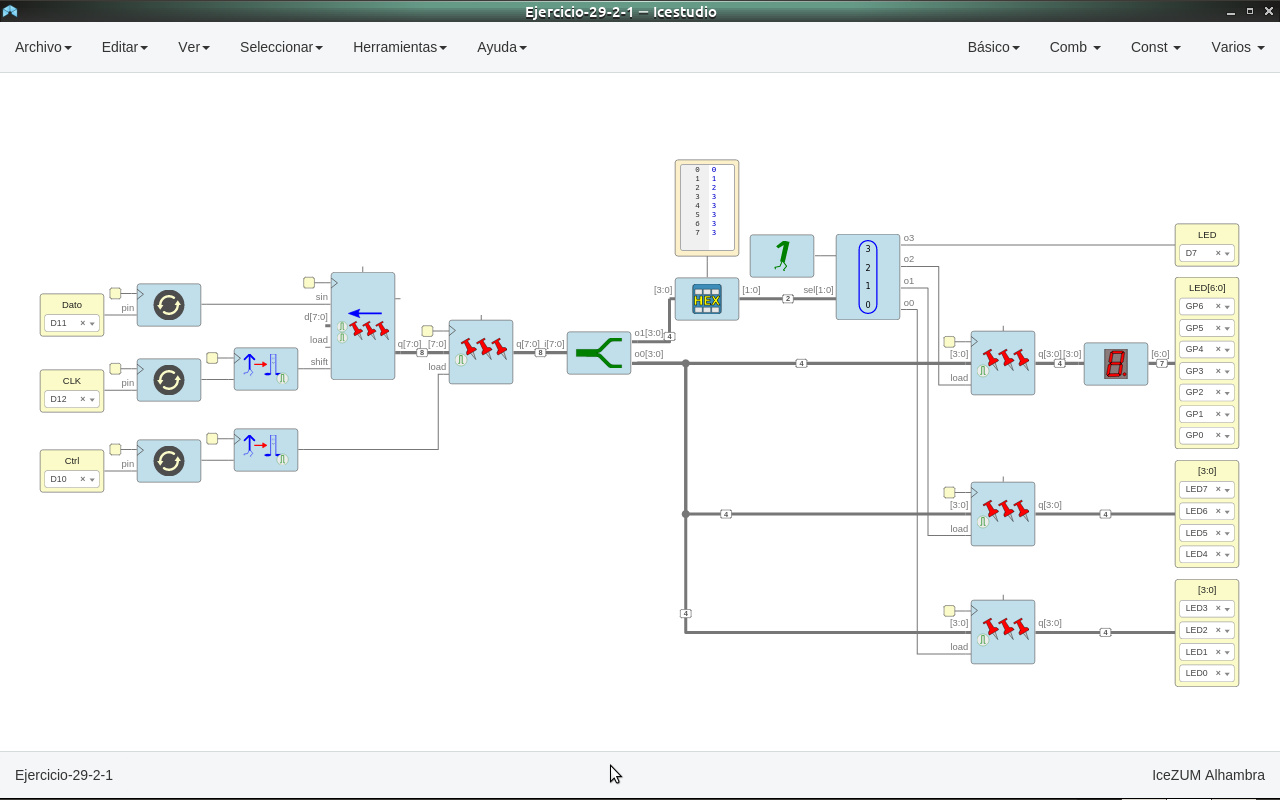 Ejercicio-29-2-1 — Icestudio
Archivo Editar Ver Seleccionar Herramientas Ayuda Básico Comb Const Varios
0 0
1 1
2 2
3 3
4 3
5 3
6 3
7 3
HEX
[3:0] [1:0]
2
1
sel[1:0]
3
2
1
0
o3
o2
o1
o0
LED
D7
LED[6:0]
GP6
GP5
GP4
GP3
GP2
GP1
GP0
Dato
D11
pin
CLK
D12
pin
Ctrl
D10
pin
sin
d[7:0]
load
shift
q[7:0]
8
[7:0]
load
q[7:0]
8
i[7:0]
o1[3:0]
o0[3:0]
4
4
4
4
[3:0]
load
q[3:0]
4
[3:0]
8.
[6:0]
7
[3:0]
load
q[3:0]
4
[3:0]
LED7
LED6
LED5
LED4
[3:0]
load
q[3:0]
4
[3:0]
LED3
LED2
LED1
LED0
Ejercicio-29-2-1
IceZUM Alhambra